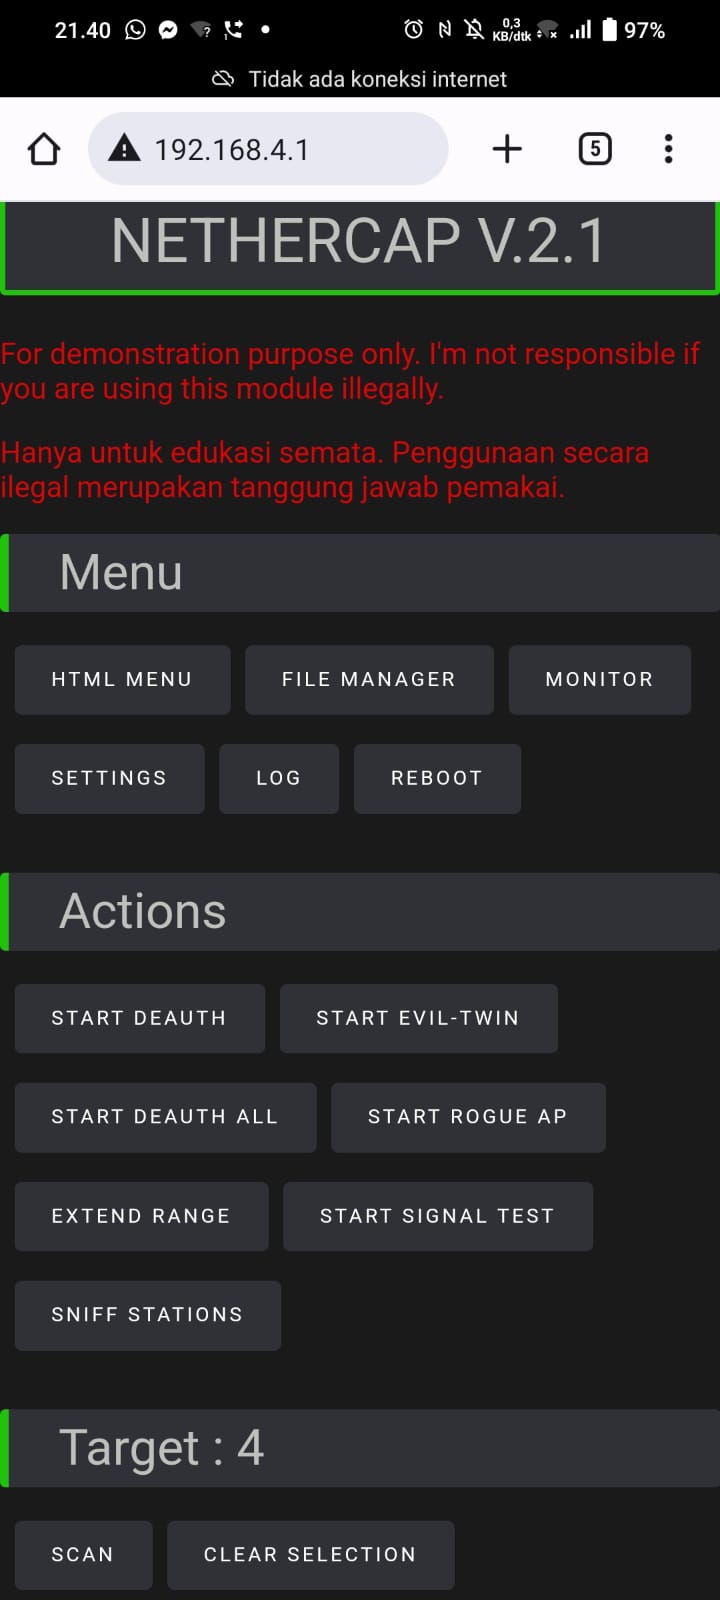 21.40 0,3 KB/dtk 97%
Tidak ada koneksi internet
192.168.4.1 5
NETHERCAP V.2.1
For demonstration purpose only. I'm not responsible if
you are using this module illegally.
Hanya untuk edukasi semata. Penggunaan secara
ilegal merupakan tanggung jawab pemakai.
Menu
HTML MENU FILE MANAGER MONITOR
SETTINGS LOG REBOOT
Actions
START DEAUTH START EVIL-TWIN
START DEAUTH ALL START ROGUE AP
EXTEND RANGE START SIGNAL TEST
SNIFF STATIONS
Target : 4
SCAN CLEAR SELECTION